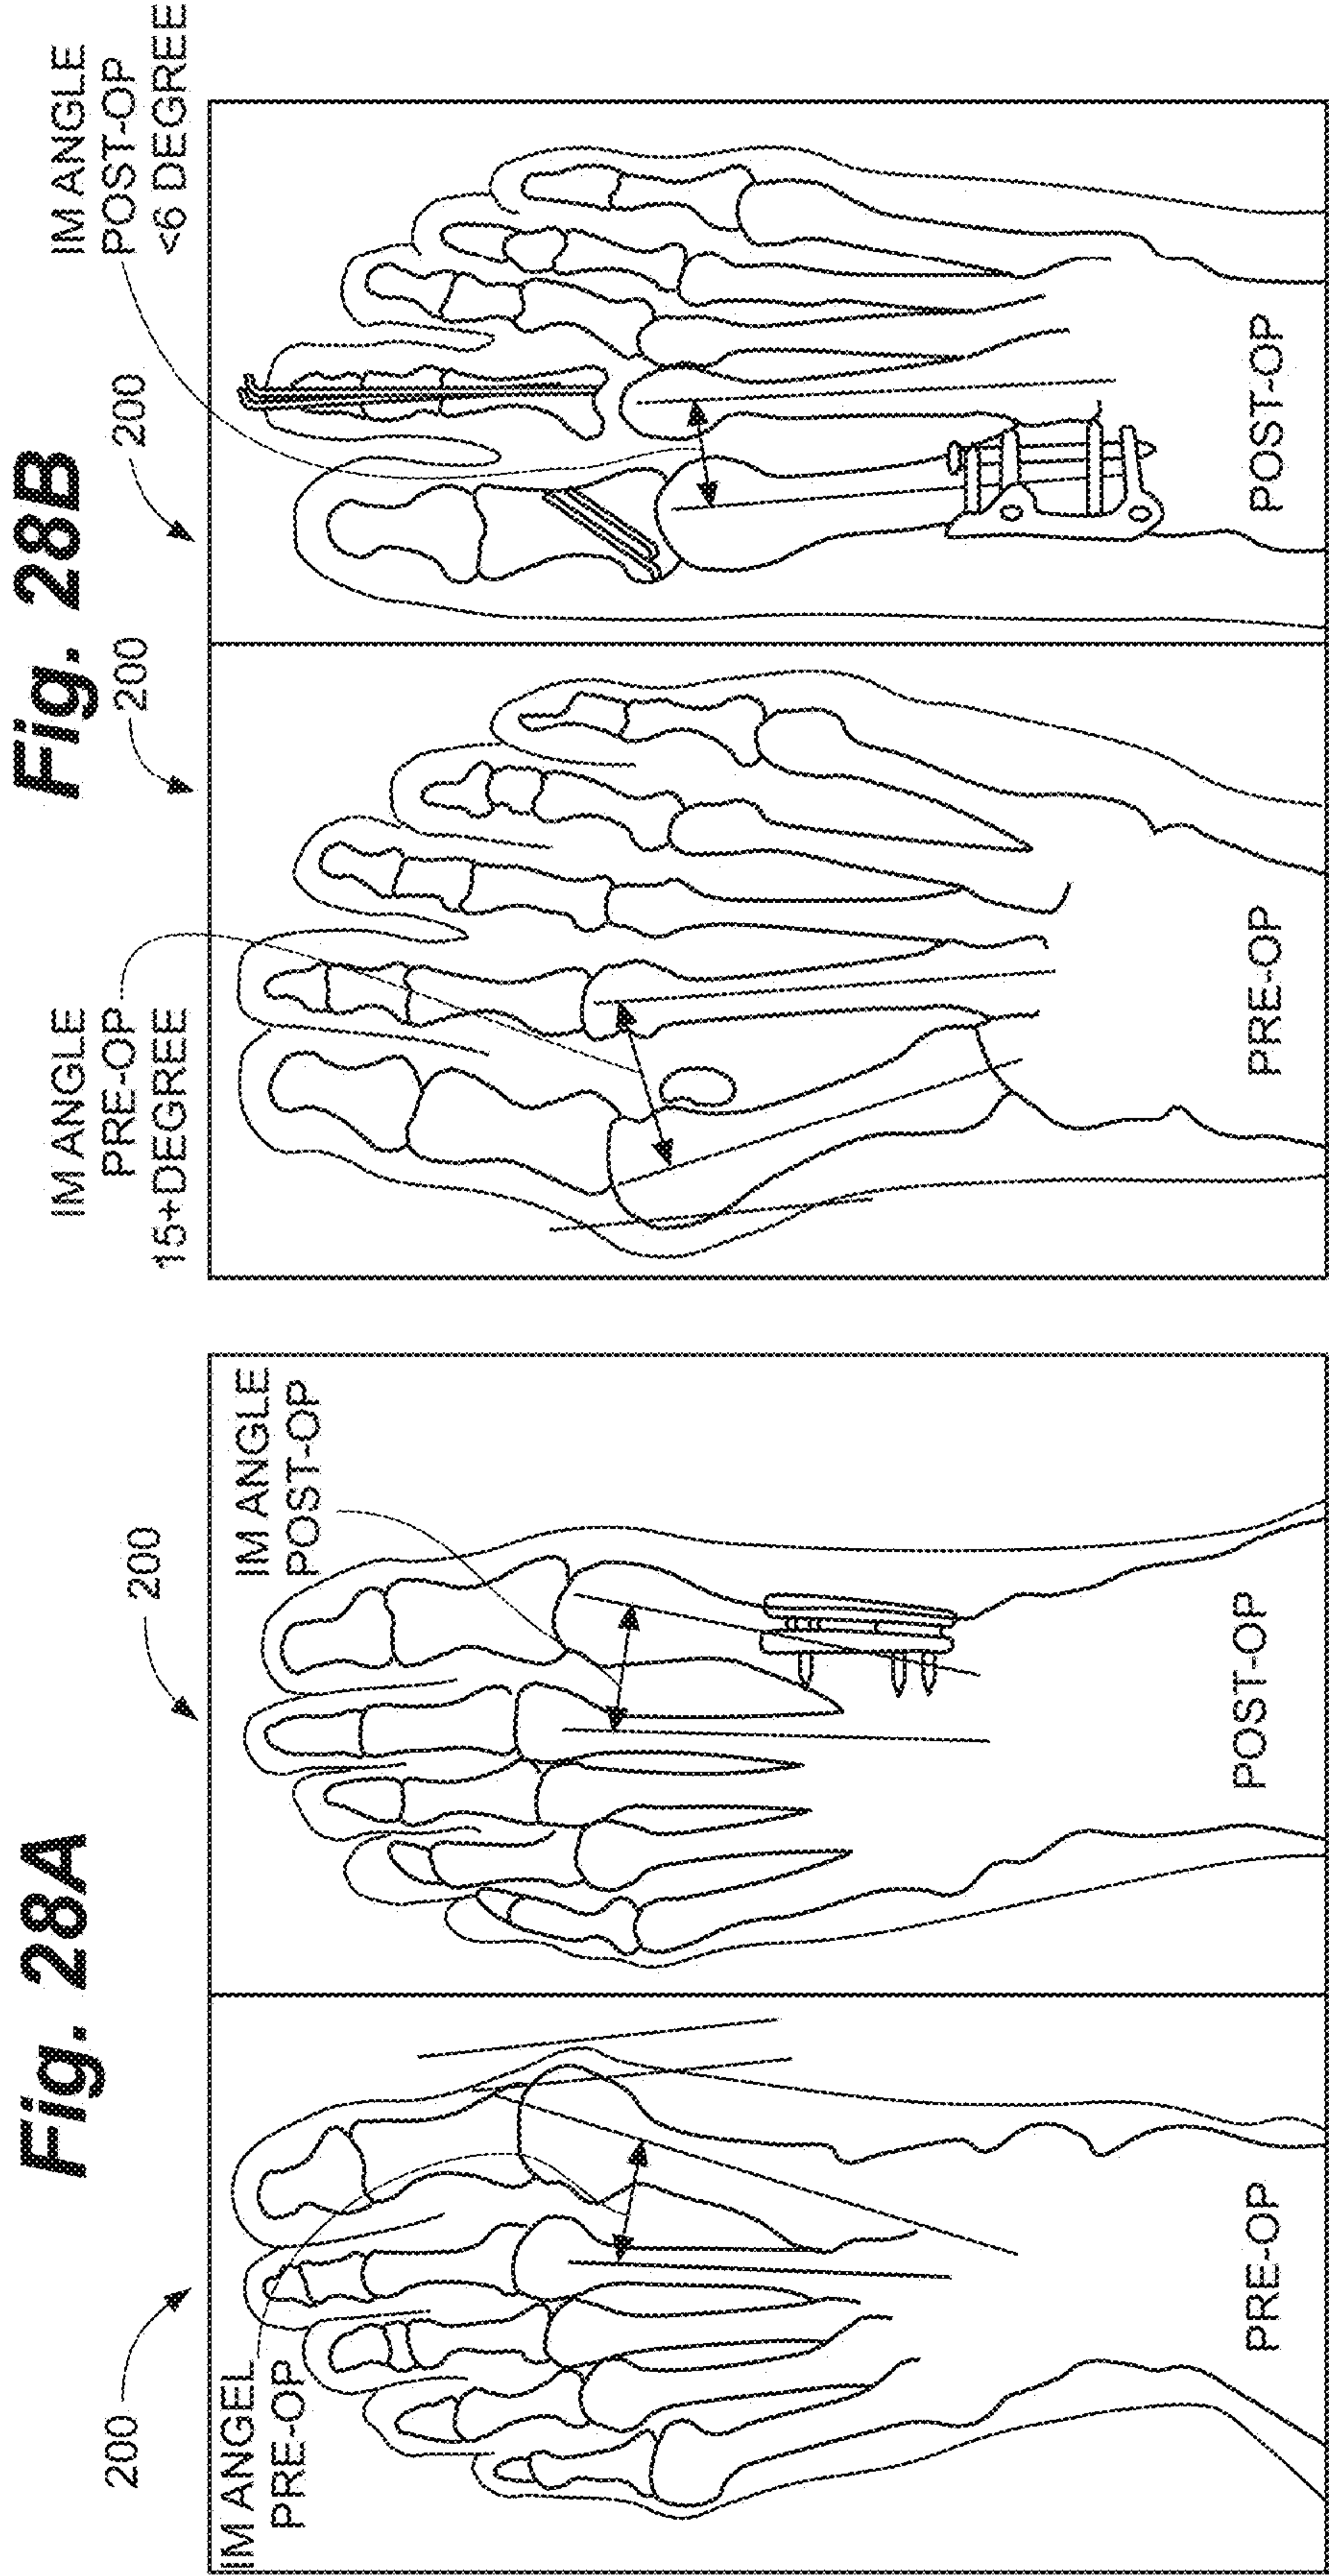 Fig. 28A
200
200
IM ANGEL
PRE-OP
IM ANGLE
POST-OP
PRE-OP
POST-OP
Fig. 28B
200
200
IM ANGLE
PRE-OP
15+DEGREE
IM ANGLE
POST-OP
<6 DEGREE
PRE-OP
POST-OP